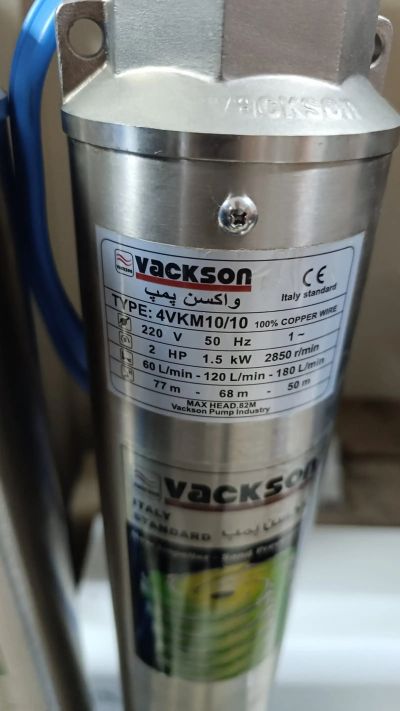 VACKSON
VACKSON
vackson
واكسن پمپ
CE
Italy standard
TYPE: 4VKM10/10 100% COPPER WIRE
220 V 50 Hz 1 ~
2 HP 1.5 kW 2850 r/min
60 L/min - 120 L/min - 180 L/min
77 m - 68 m - 50 m
MAX HEAD.82M
Vackson Pump Industry
vackson
ITALY
STANDARD